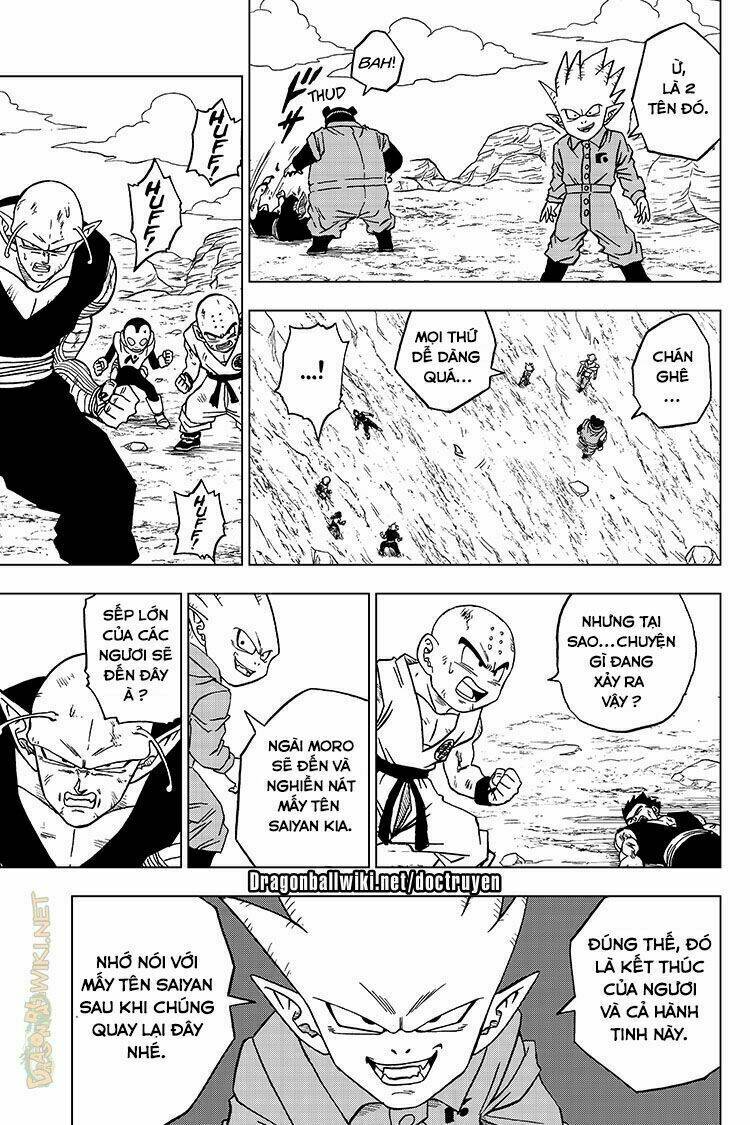 Ừ,
LÀ 2
TÊN ĐÓ.
BAH!
ドド
THUD
HUFF!
HUFF!
HUFF!
CHÁN
GHÊ
...
MỌI THỨ
DỄ DÀNG
QUÁ...
...!
NHƯNG TẠI
SAO...CHUYỆN
GÌ ĐANG
XẢY RA
VẬY ?
NGÀI MORO
SẼ ĐẾN VÀ
NGHIỀN NÁT
MẤY TÊN
SAIYAN KIA.
SẾP LỚN
CỦA CÁC
NGƯƠI SẼ
ĐẾN ĐÂY
À ?
Dragonballwiki.net/doctruyen
ĐÚNG THẾ, ĐÓ
LÀ KẾT THÚC
CỦA NGƯƠI
VÀ CẢ HÀNH
TINH NÀY.
NHỚ NÓI VỚI
MẤY TÊN SAIYAN
SAU KHI CHÚNG
QUAY LẠI ĐÂY
NHÉ.
DRAGONBALLWIKI.NET